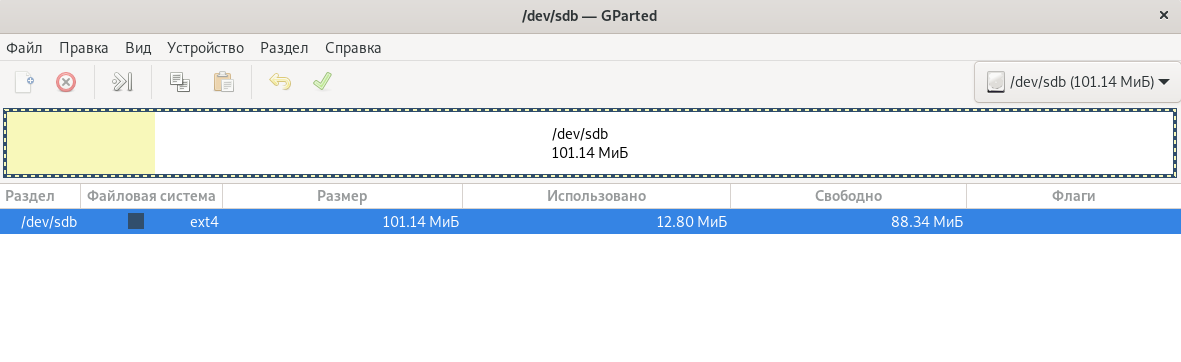 /dev/sdb — GParted
Файл Правка Вид Устройство Раздел Справка
/dev/sdb (101.14 МиБ)
/dev/sdb
101.14 МиБ
Раздел Файловая система Размер Использовано Свободно Флаги
/dev/sdb ext4 101.14 МиБ 12.80 МиБ 88.34 МиБ